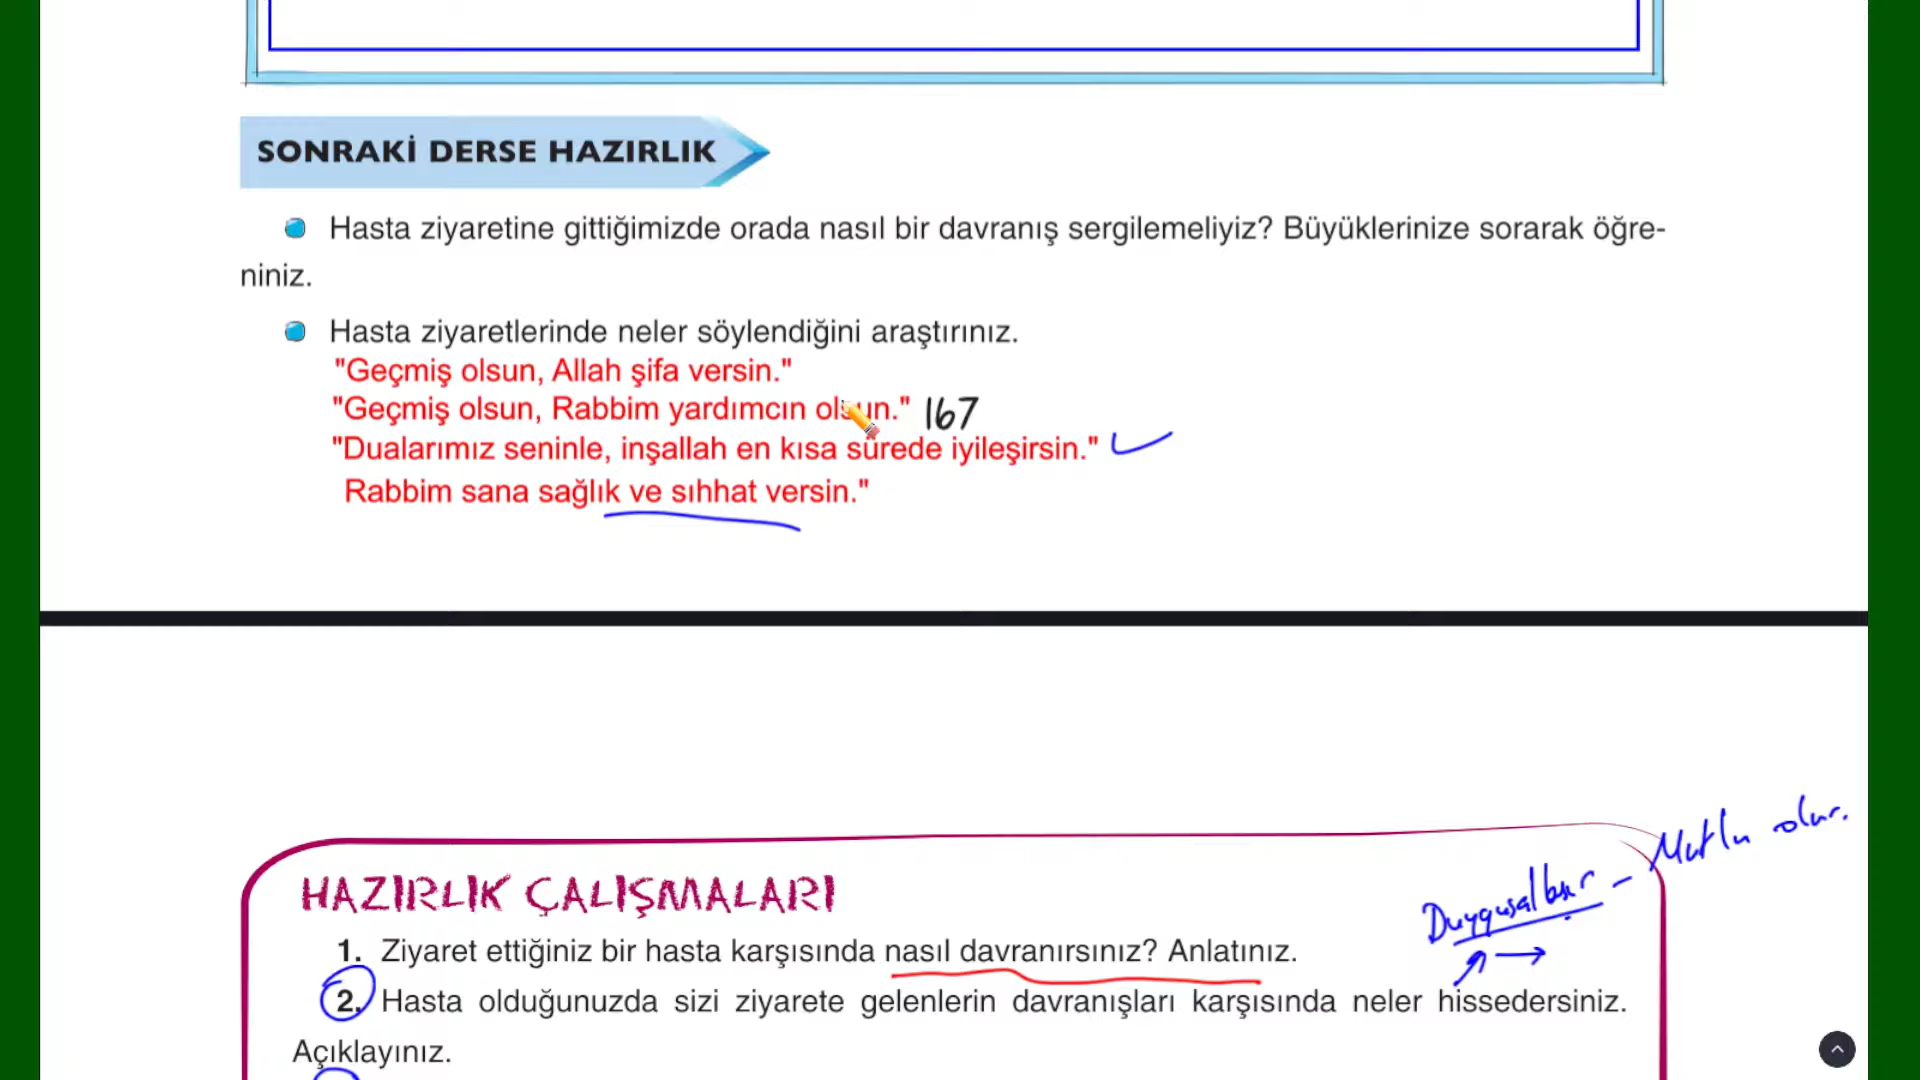 SONRAKİ DERSE HAZIRLIK
Hasta ziyaretine gittiğimizde orada nasıl bir davranış sergilemeliyiz? Büyüklerinize sorarak öğre-
niniz.
Hasta ziyaretlerinde neler söylendiğini araştırınız.
"Geçmiş olsun, Allah şifa versin."
"Geçmiş olsun, Rabbim yardımcın olsun." 167
"Dualarımız seninle, inşallah en kısa sürede iyileşirsin."
Rabbim sana sağlık ve sıhhat versin."
Mutlu olur.
HAZIRLIK ÇALIŞMALARI
1. Ziyaret ettiğiniz bir hasta karşısında nasıl davranırsınız? Anlatınız.
2. Hasta olduğunuzda sizi ziyarete gelenlerin davranışları karşısında neler hissedersiniz.
Açıklayınız.